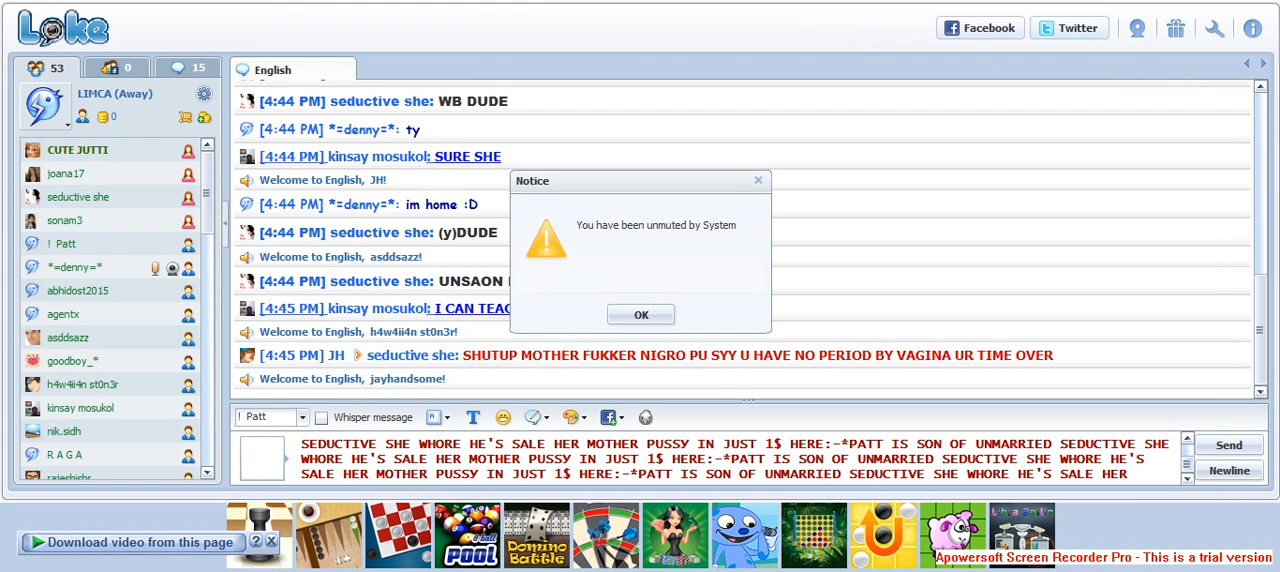 Loke
Facebook
Twitter
53
0
15
English
LIMCA (Away)
0
CUTE JUTTI
joana17
seductive she
sonam3
! Patt
*=denny=*
abhidost2015
agentx
asddsazz
goodboy_*
h4w4ii4n st0n3r
kinsay mosukol
nik.sidh
R A G A
[4:44 PM] seductive she: WB DUDE
[4:44 PM] *=denny=*: ty
[4:44 PM] kinsay mosukol: SURE SHE
Welcome to English, JH!
[4:44 PM] *=denny=*: im home :D
[4:44 PM] seductive she: (y)DUDE
Welcome to English, asddsazz!
[4:44 PM] seductive she: UNSAON
[4:45 PM] kinsay mosukol: I CAN TEAC
Welcome to English, h4w4ii4n st0n3r!
[4:45 PM] JH seductive she: SHUTUP MOTHER FUKKER NIGRO PU SYY U HAVE NO PERIOD BY VAGINA UR TIME OVER
Welcome to English, jayhandsome!
Notice
You have been unmuted by System
OK
! Patt
Whisper message
SEDUCTIVE SHE WHORE HE'S SALE HER MOTHER PUSSY IN JUST 1$ HERE:-*PATT IS SON OF UNMARRIED SEDUCTIVE SHE
WHORE HE'S SALE HER MOTHER PUSSY IN JUST 1$ HERE:-*PATT IS SON OF UNMARRIED SEDUCTIVE SHE WHORE HE'S
SALE HER MOTHER PUSSY IN JUST 1$ HERE:-*PATT IS SON OF UNMARRIED SEDUCTIVE SHE WHORE HE'S SALE HER
Send
Newline
Download video from this page
?
8-ball
POOL
Domino
Battle
Apowersoft Screen Recorder Pro - This is a trial version